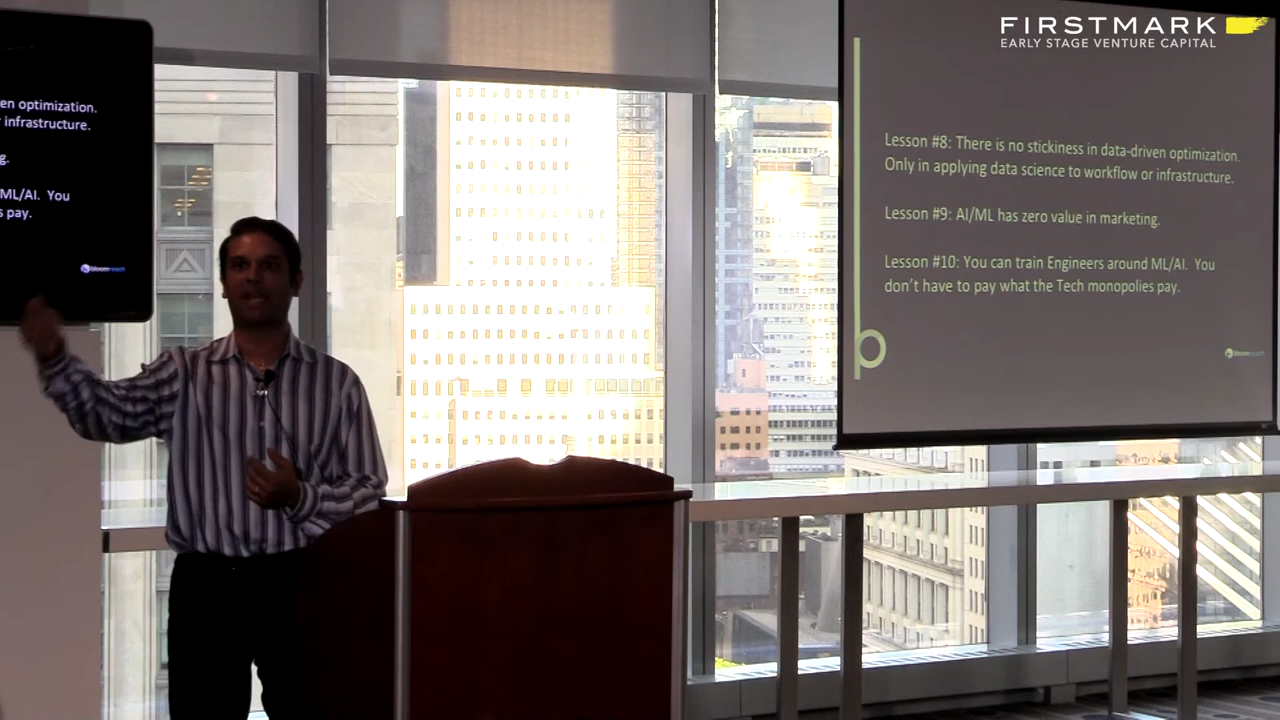 FIRSTMARK
EARLY STAGE VENTURE CAPITAL
en optimization.
infrastructure.
g.
ML/AI. You
s pay.
bloomreach
Lesson #8: There is no stickiness in data-driven optimization.
Only in applying data science to workflow or infrastructure.
Lesson #9: AI/ML has zero value in marketing.
Lesson #10: You can train Engineers around ML/AI. You
don't have to pay what the Tech monopolies pay.
bloomreach